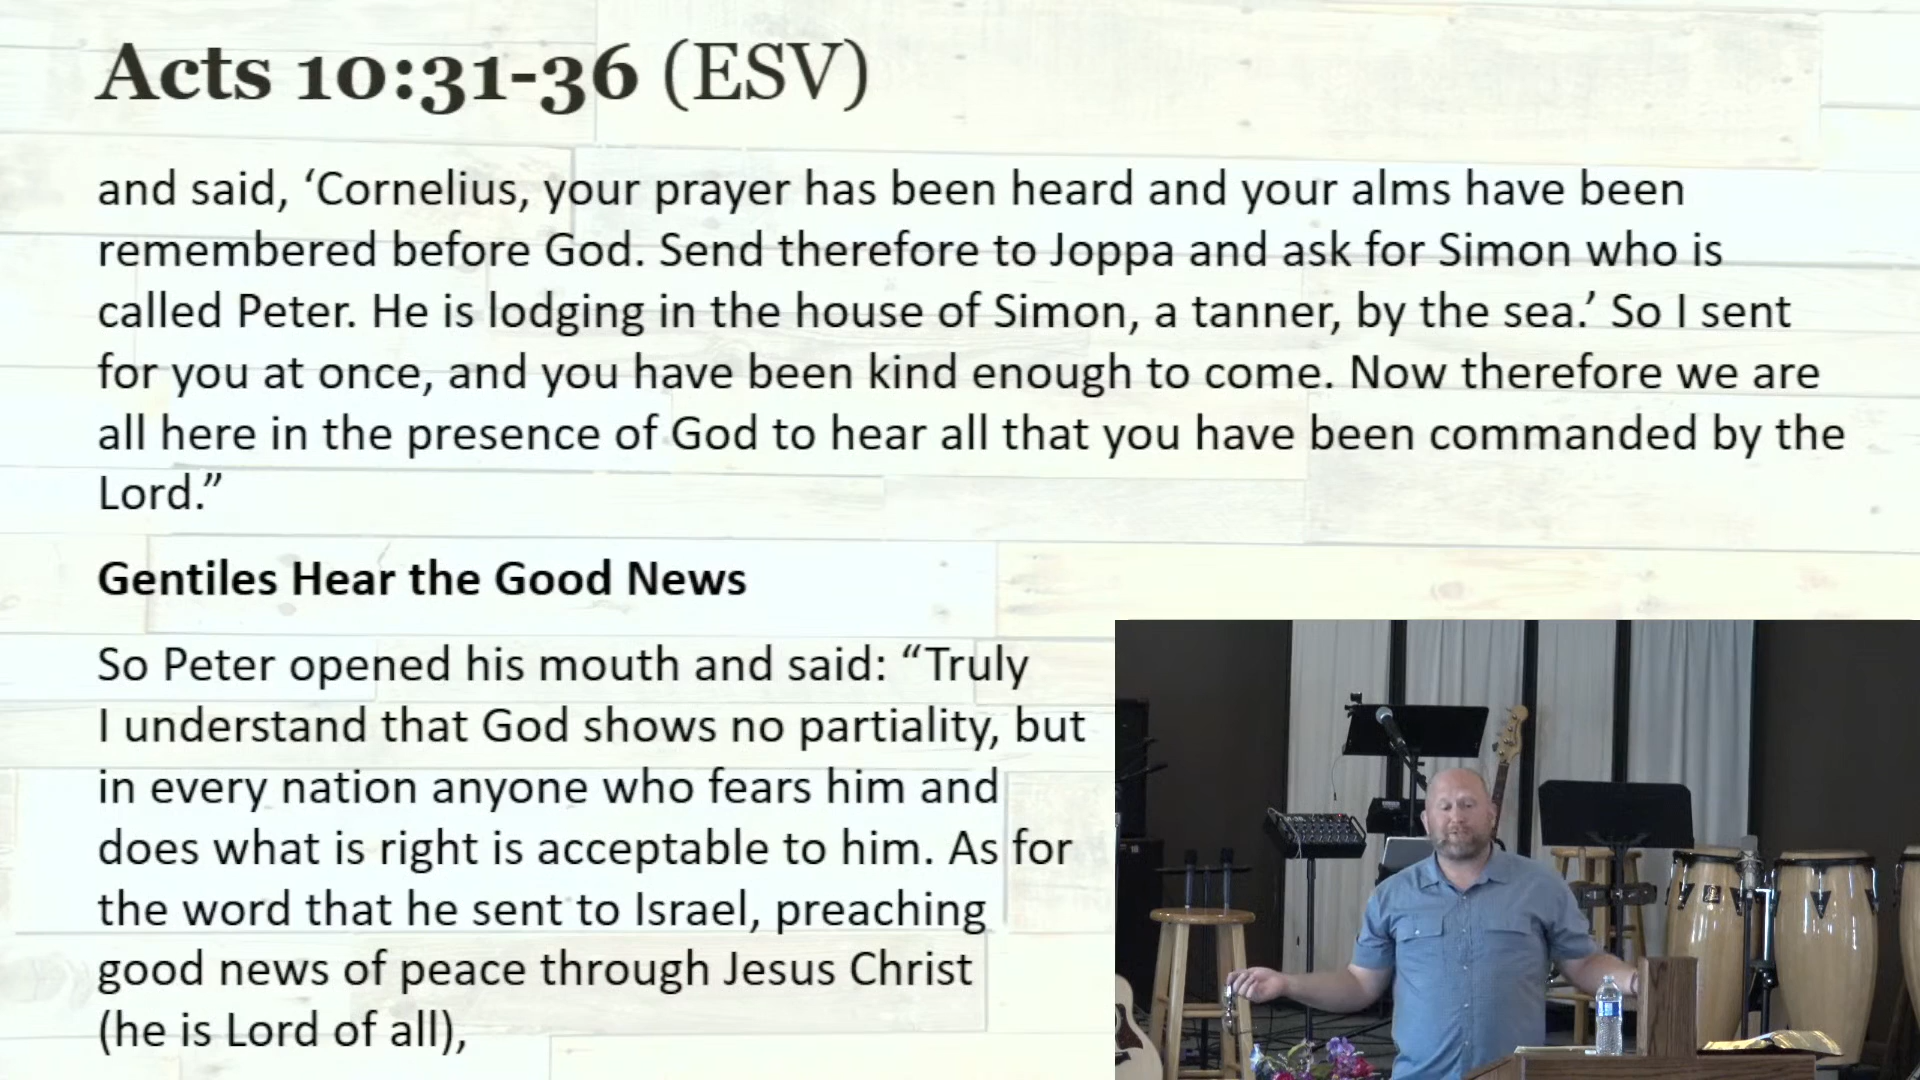 Acts 10:31-36 (ESV)
and said, ‘Cornelius, your prayer has been heard and your alms have been
remembered before God. Send therefore to Joppa and ask for Simon who is
called Peter. He is lodging in the house of Simon, a tanner, by the sea.’ So I sent
for you at once, and you have been kind enough to come. Now therefore we are
all here in the presence of God to hear all that you have been commanded by the
Lord.”
Gentiles Hear the Good News
So Peter opened his mouth and said: “Truly
I understand that God shows no partiality, but
in every nation anyone who fears him and
does what is right is acceptable to him. As for
the word that he sent to Israel, preaching
good news of peace through Jesus Christ
(he is Lord of all),